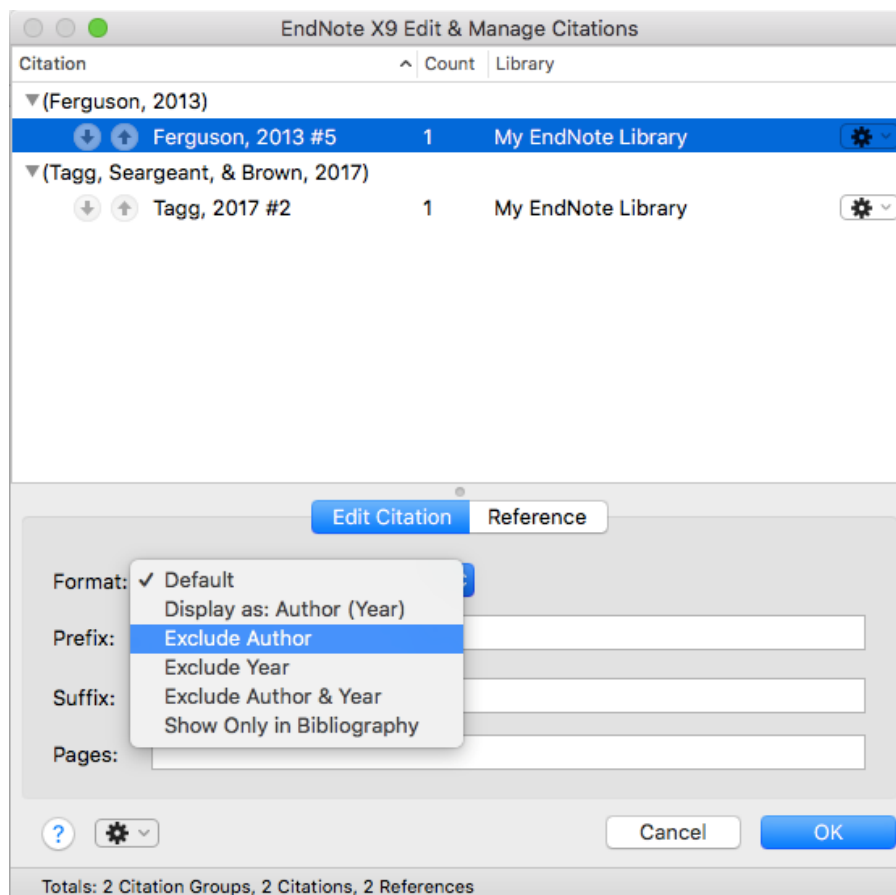 EndNote X9 Edit & Manage Citations
Citation Count Library
(Ferguson, 2013)
Ferguson, 2013 #5 1 My EndNote Library
(Tagg, Seargeant, & Brown, 2017)
Tagg, 2017 #2 1 My EndNote Library
Edit Citation Reference
Format: ✓ Default
Display as: Author (Year)
Prefix: Exclude Author
Exclude Year
Suffix: Exclude Author & Year
Show Only in Bibliography
Pages:
? Cancel OK
Totals: 2 Citation Groups, 2 Citations, 2 References